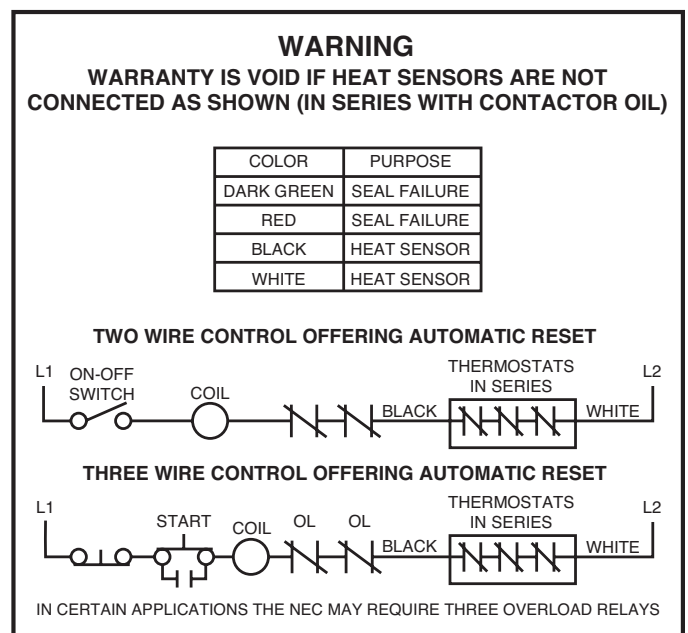 WARNING
WARRANTY IS VOID IF HEAT SENSORS ARE NOT
CONNECTED AS SHOWN (IN SERIES WITH CONTACTOR OIL)
COLOR PURPOSE
DARK GREEN SEAL FAILURE
RED SEAL FAILURE
BLACK HEAT SENSOR
WHITE HEAT SENSOR
TWO WIRE CONTROL OFFERING AUTOMATIC RESET
L1 ON-OFF
SWITCH COIL THERMOSTATS
IN SERIES L2
BLACK WHITE
THREE WIRE CONTROL OFFERING AUTOMATIC RESET
L1 START COIL OL OL THERMOSTATS
IN SERIES L2
BLACK WHITE
IN CERTAIN APPLICATIONS THE NEC MAY REQUIRE THREE OVERLOAD RELAYS